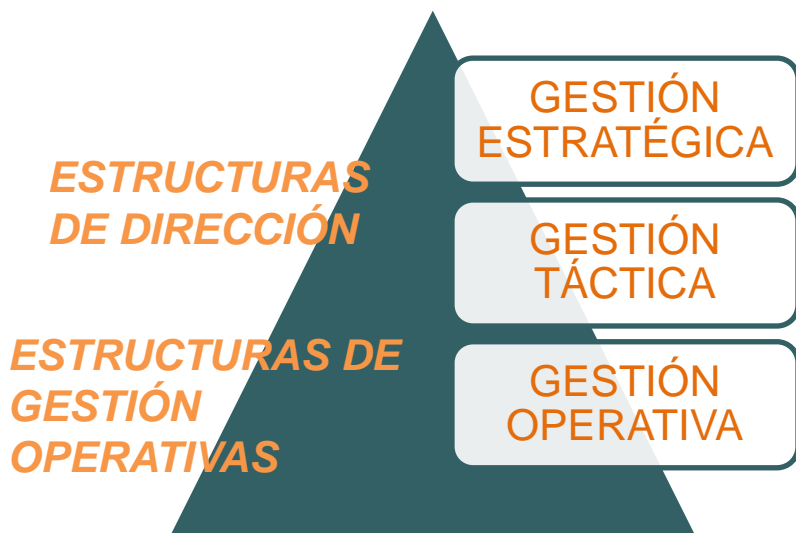 GESTIÓN
ESTRATÉGICA
ESTRUCTURAS
DE DIRECCIÓN
GESTIÓN
TÁCTICA
ESTRUCTURAS DE
GESTIÓN
OPERATIVAS
GESTIÓN
OPERATIVA